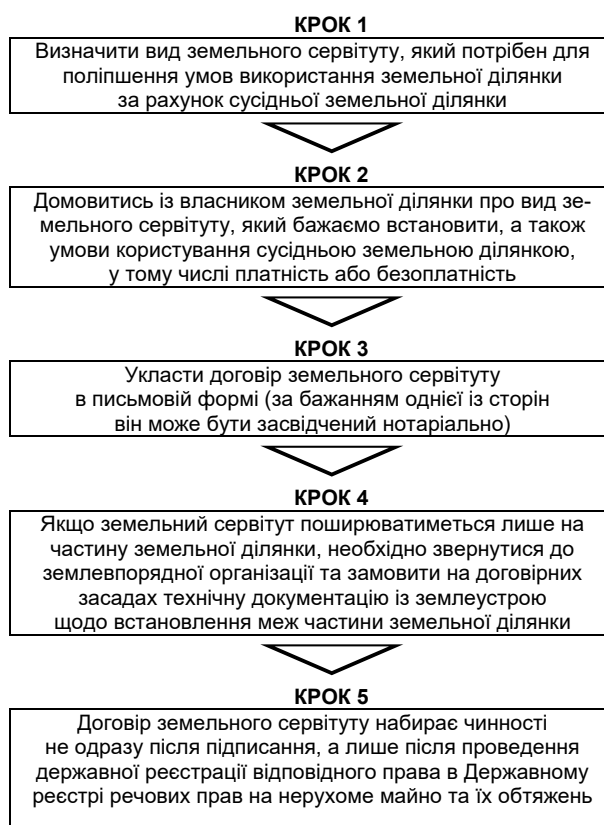 КРОК 1
Визначити вид земельного сервітуту, який потрібен для
поліпшення умов використання земельної ділянки
за рахунок сусідньої земельної ділянки
КРОК 2
Домовитись із власником земельної ділянки про вид зе-
мельного сервітуту, який бажаємо встановити, а також
умови користування сусідньою земельною ділянкою,
у тому числі платність або безоплатність
КРОК 3
Укласти договір земельного сервітуту
в письмовій формі (за бажанням однієї із сторін
він може бути засвідчений нотаріально)
КРОК 4
Якщо земельний сервітут поширюватиметься лише на
частину земельної ділянки, необхідно звернутися до
землевпорядної організації та замовити на договірних
засадах технічну документацію із землеустрою
щодо встановлення меж частини земельної ділянки
КРОК 5
Договір земельного сервітуту набирає чинності
не одразу після підписання, а лише після проведення
державної реєстрації відповідного права в Державному
реєстрі речових прав на нерухоме майно та їх обтяжень